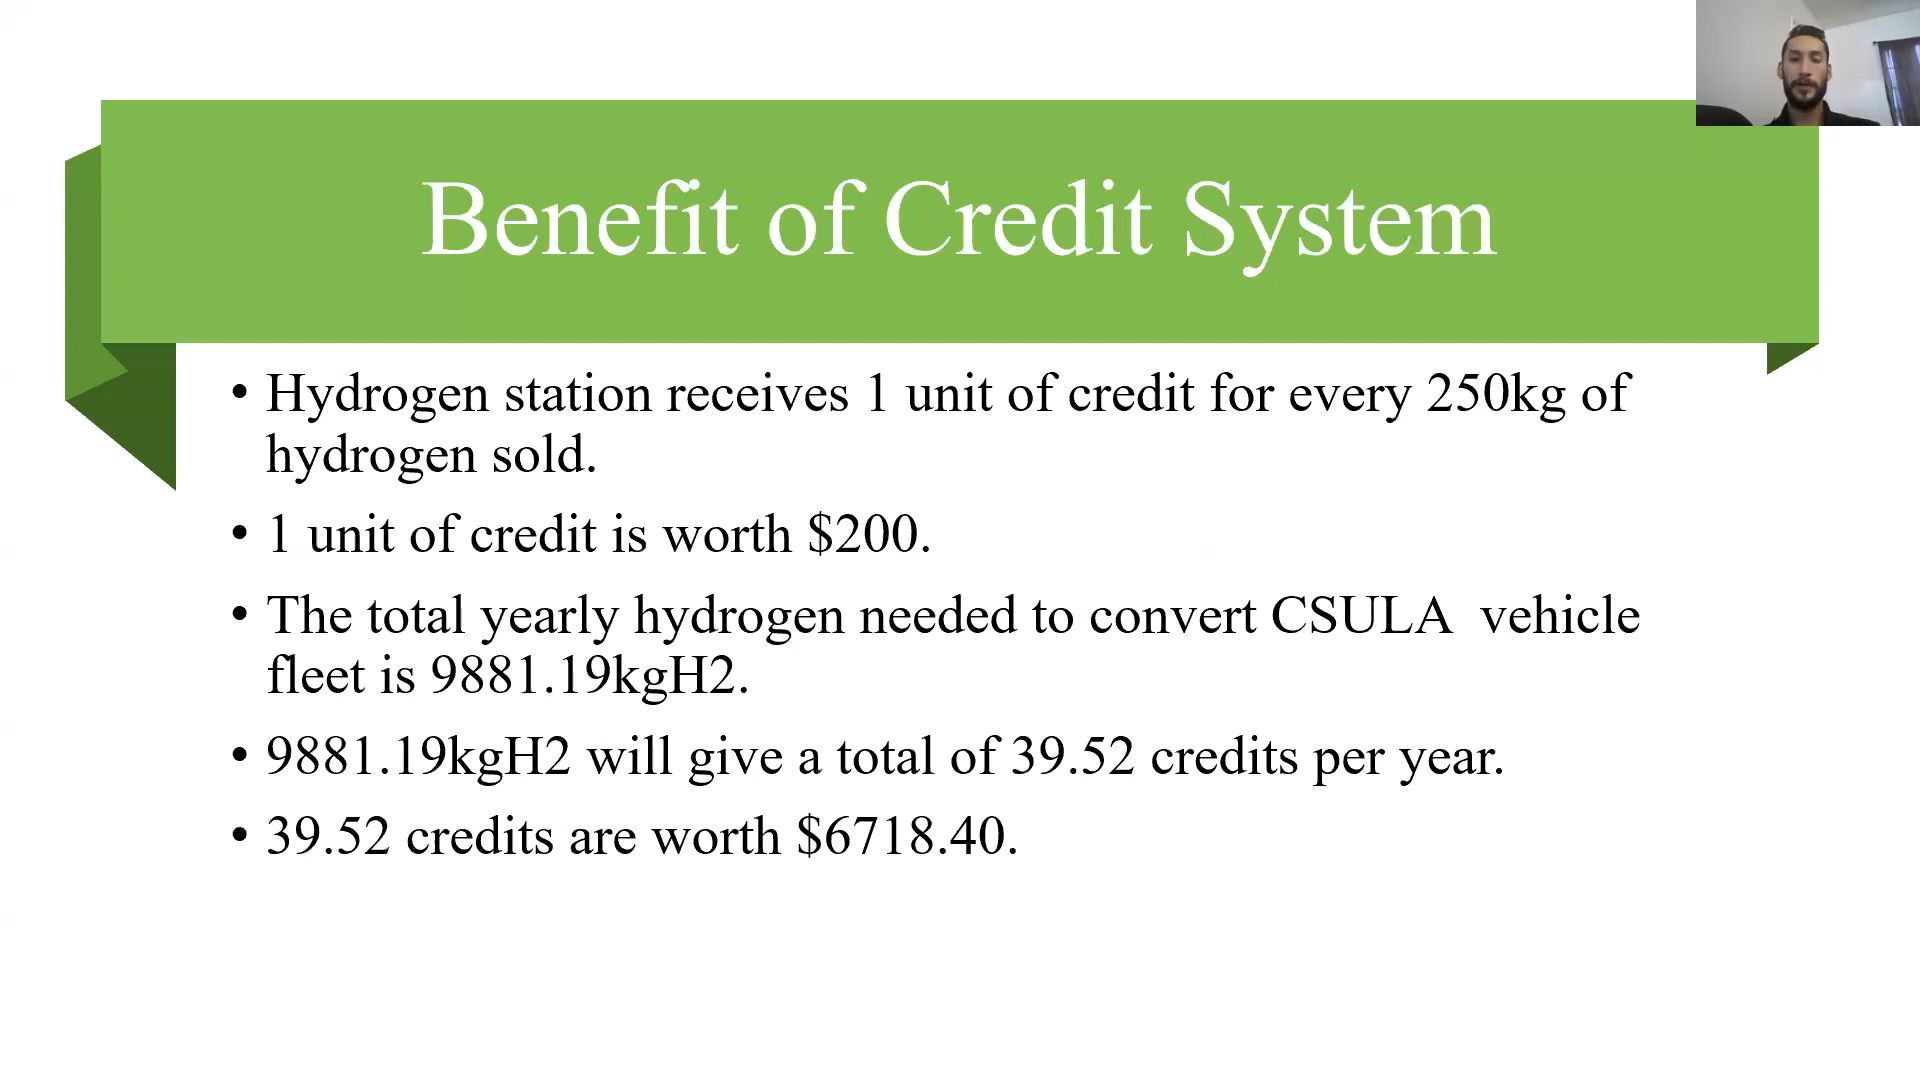 Benefit of Credit System
• Hydrogen station receives 1 unit of credit for every 250kg of
hydrogen sold.
• 1 unit of credit is worth $200.
• The total yearly hydrogen needed to convert CSULA  vehicle
fleet is 9881.19kgH2.
• 9881.19kgH2 will give a total of 39.52 credits per year.
• 39.52 credits are worth $6718.40.